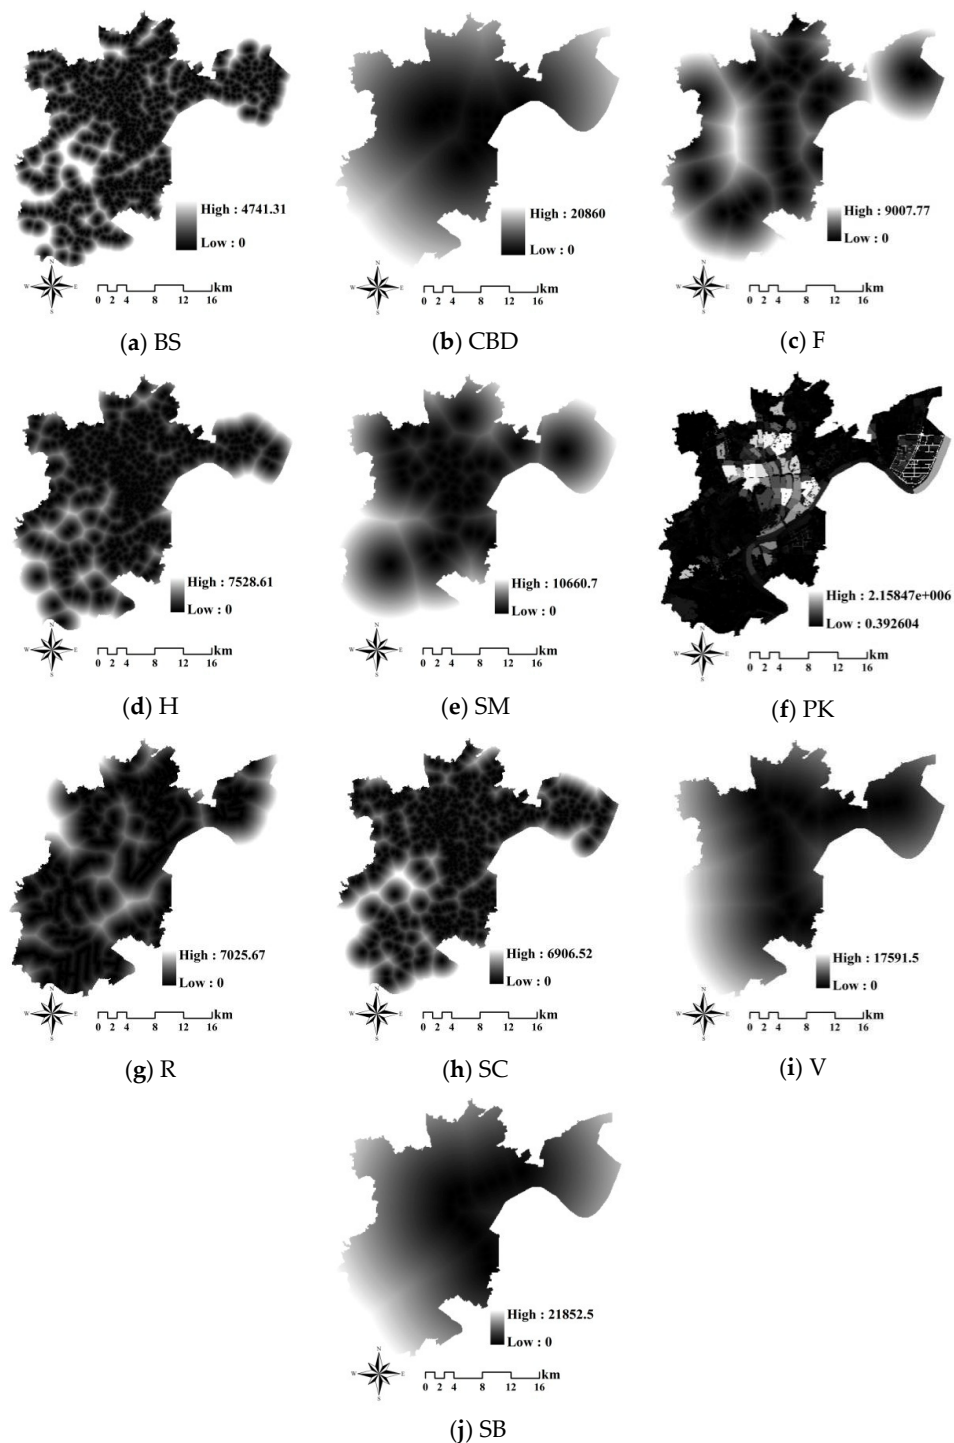 High : 4741.31
Low : 0
N
W E
S
0 2 4 8 12 16 km
(a) BS
High : 20860
Low : 0
N
W E
S
0 2 4 8 12 16 km
(b) CBD
High : 9007.77
Low : 0
N
W E
S
0 2 4 8 12 16 km
(c) F
High : 7528.61
Low : 0
N
W E
S
0 2 4 8 12 16 km
(d) H
High : 10660.7
Low : 0
N
W E
S
0 2 4 8 12 16 km
(e) SM
High : 2.15847e+006
Low : 0.392604
N
W E
S
0 2 4 8 12 16 km
(f) PK
High : 7025.67
Low : 0
N
W E
S
0 2 4 8 12 16 km
(g) R
High : 6906.52
Low : 0
N
W E
S
0 2 4 8 12 16 km
(h) SC
High : 17591.5
Low : 0
N
W E
S
0 2 4 8 12 16 km
(i) V
High : 21852.5
Low : 0
N
W E
S
0 2 4 8 12 16 km
(j) SB